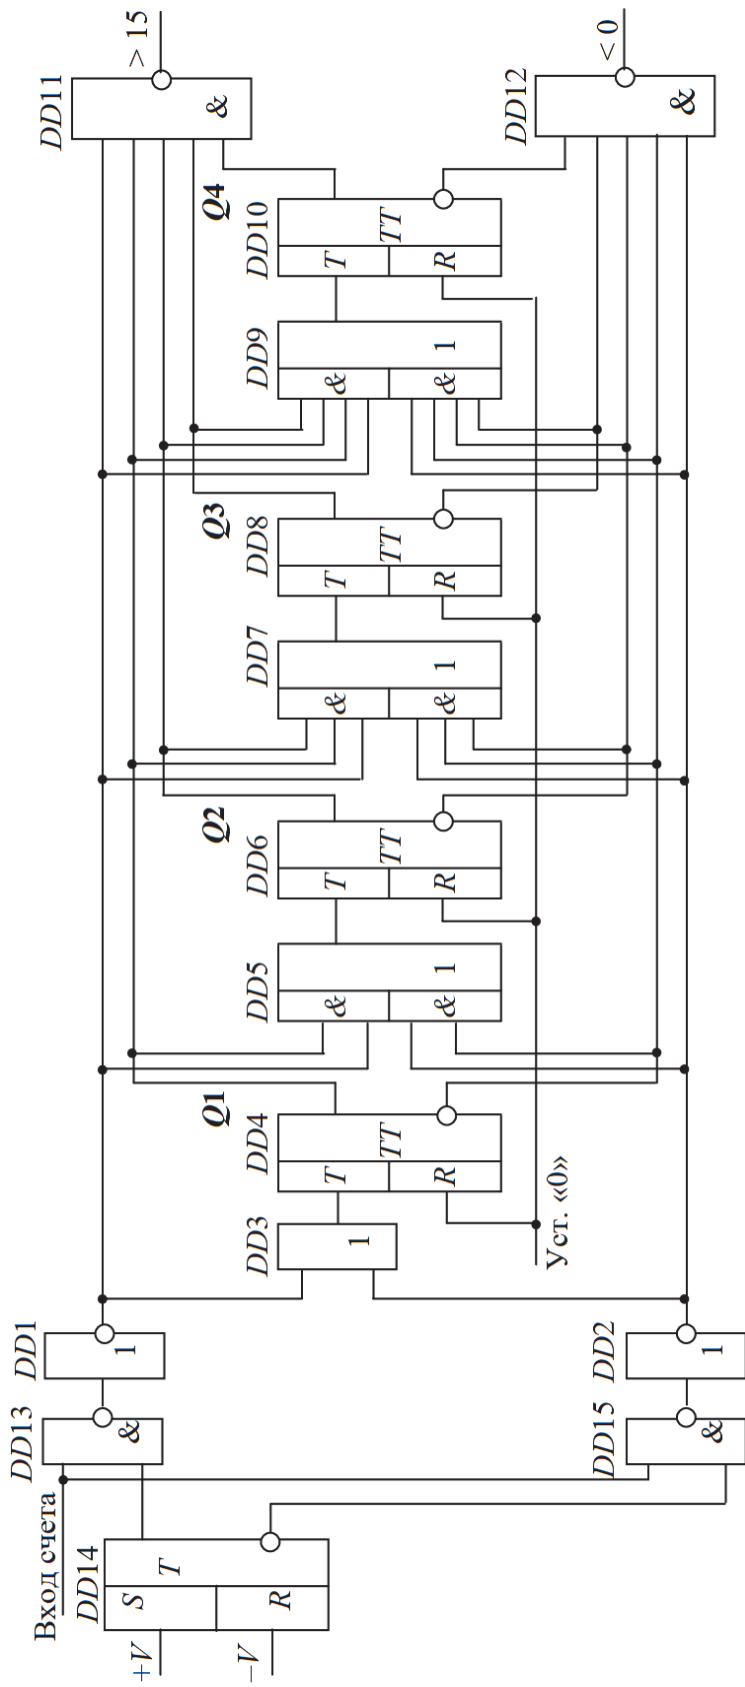 Вход счета
DD13
DD1
DD11
> 15
DD14
&
1
+V
S
T
Q1
Q2
Q3
Q4
&
–V
R
DD3
DD4
DD5
DD6
DD7
DD8
DD9
DD10
1
T
TT
R
&
&
1
T
TT
R
&
&
1
T
TT
R
&
&
1
T
TT
R
Уст. «0»
DD12
< 0
DD15
DD2
&
1
&